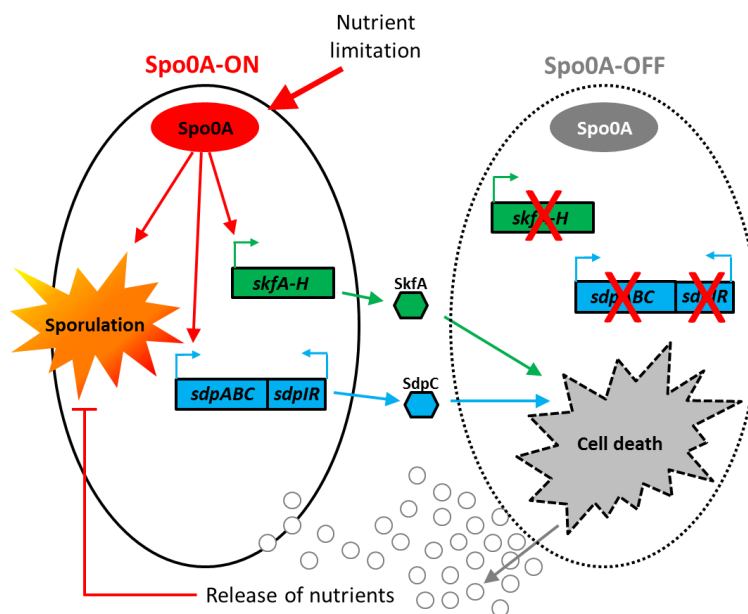 Nutrient
limitation
Spo0A-ON
Spo0A-OFF
Spo0A
Spo0A
skfA-H
sdpABC
sdpIR
skfA-H
SkfA
Sporulation
SdpC
sdpABC
sdpIR
Cell death
Release of nutrients